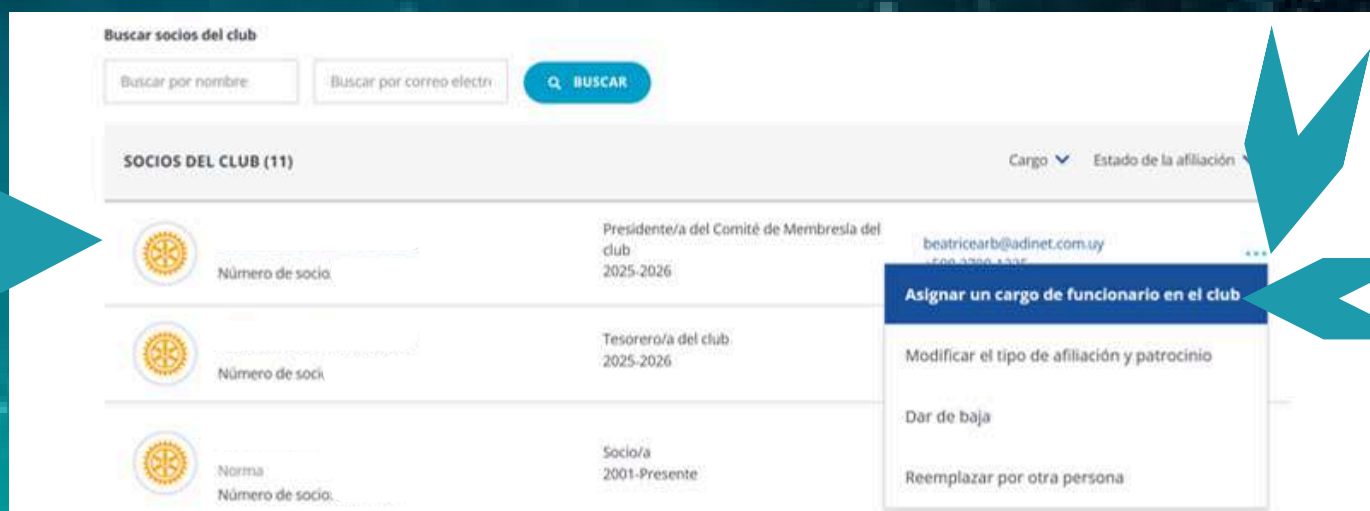 Buscar socios del club
Buscar por nombre
Buscar por correo electr
BUSCAR
SOCIOS DEL CLUB (11)
Cargo
Estado de la afiliación
Presidente/a del Comité de Membresía del
club
2025-2026
beatricearb@adinet.com.uy
Número de socio
Asignar un cargo de funcionario en el club
Tesorero/a del club
2025-2026
Número de soci
Modificar el tipo de afiliación y patrocinio
Dar de baja
Socio/a
2001-Presente
Norma
Número de socio:
Reemplazar por otra persona